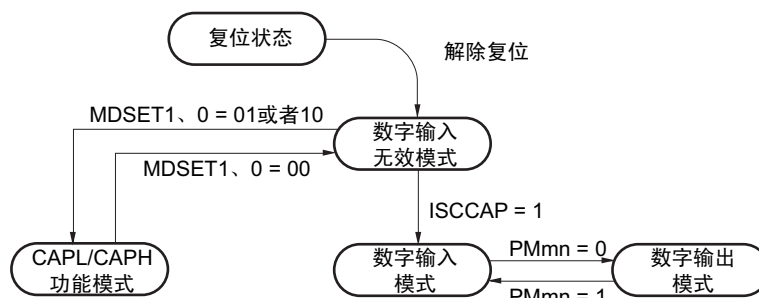 复位状态
解除复位
MDSET1、0 = 01或者10
数字输入
无效模式
MDSET1、0 = 00
ISCCAP = 1
CAPL/CAPH
功能模式
数字输入
模式
PMmn = 0
数字输出
模式
PMmn = 1